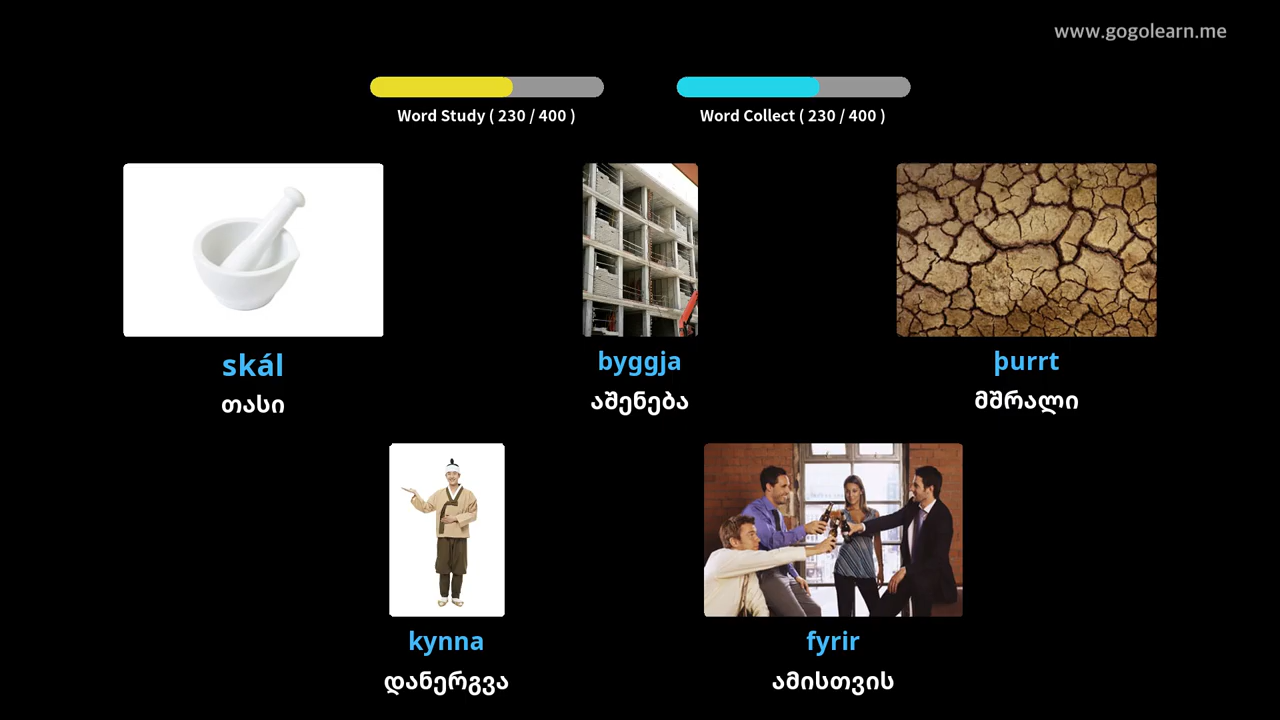 www.gogolearn.me
Word Study ( 230 / 400 )
Word Collect ( 230 / 400 )
skál
თასი
byggja
აშენება
þurrt
მშრალი
kynna
დანერგვა
fyrir
ამისთვის